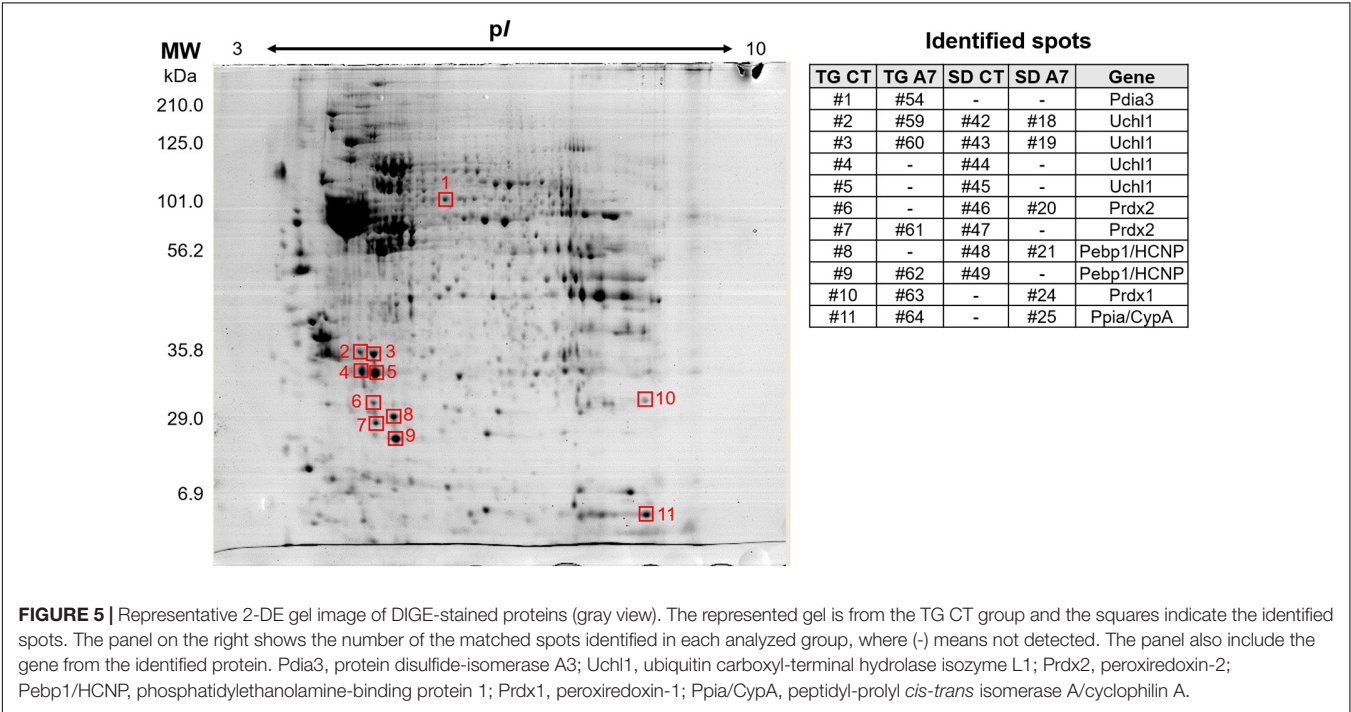 pI
MW 3 10
kDa
210.0
125.0
101.0
56.2
35.8
29.0
6.9
1
2 3
4 5
6
8
7
9
10
11
Identified spots
TG CT TG A7 SD CT SD A7 Gene
#1 #54 - - Pdia3
#2 #59 #42 #18 Uchl1
#3 #60 #43 #19 Uchl1
#4 - #44 - Uchl1
#5 - #45 - Uchl1
#6 - #46 #20 Prdx2
#7 #61 #47 - Prdx2
#8 - #48 #21 Pebp1/HCNP
#9 #62 #49 - Pebp1/HCNP
#10 #63 - #24 Prdx1
#11 #64 - #25 Ppia/CypA
FIGURE 5 | Representative 2-DE gel image of DIGE-stained proteins (gray view). The represented gel is from the TG CT group and the squares indicate the identified
spots. The panel on the right shows the number of the matched spots identified in each analyzed group, where (-) means not detected. The panel also include the
gene from the identified protein. Pdia3, protein disulfide-isomerase A3; Uchl1, ubiquitin carboxyl-terminal hydrolase isozyme L1; Prdx2, peroxiredoxin-2;
Pebp1/HCNP, phosphatidylethanolamine-binding protein 1; Prdx1, peroxiredoxin-1; Ppia/CypA, peptidyl-prolyl cis-trans isomerase A/cyclophilin A.